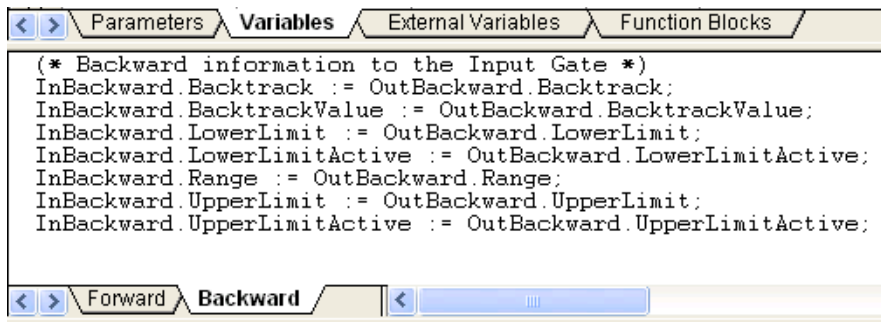 Parameters Variables External Variables Function Blocks
(* Backward information to the Input Gate *)
InBackward.Backtrack := OutBackward.Backtrack;
InBackward.BacktrackValue := OutBackward.BacktrackValue;
InBackward.LowerLimit := OutBackward.LowerLimit;
InBackward.LowerLimitActive := OutBackward.LowerLimitActive;
InBackward.Range := OutBackward.Range;
InBackward.UpperLimit := OutBackward.UpperLimit;
InBackward.UpperLimitActive := OutBackward.UpperLimitActive;
Forward Backward